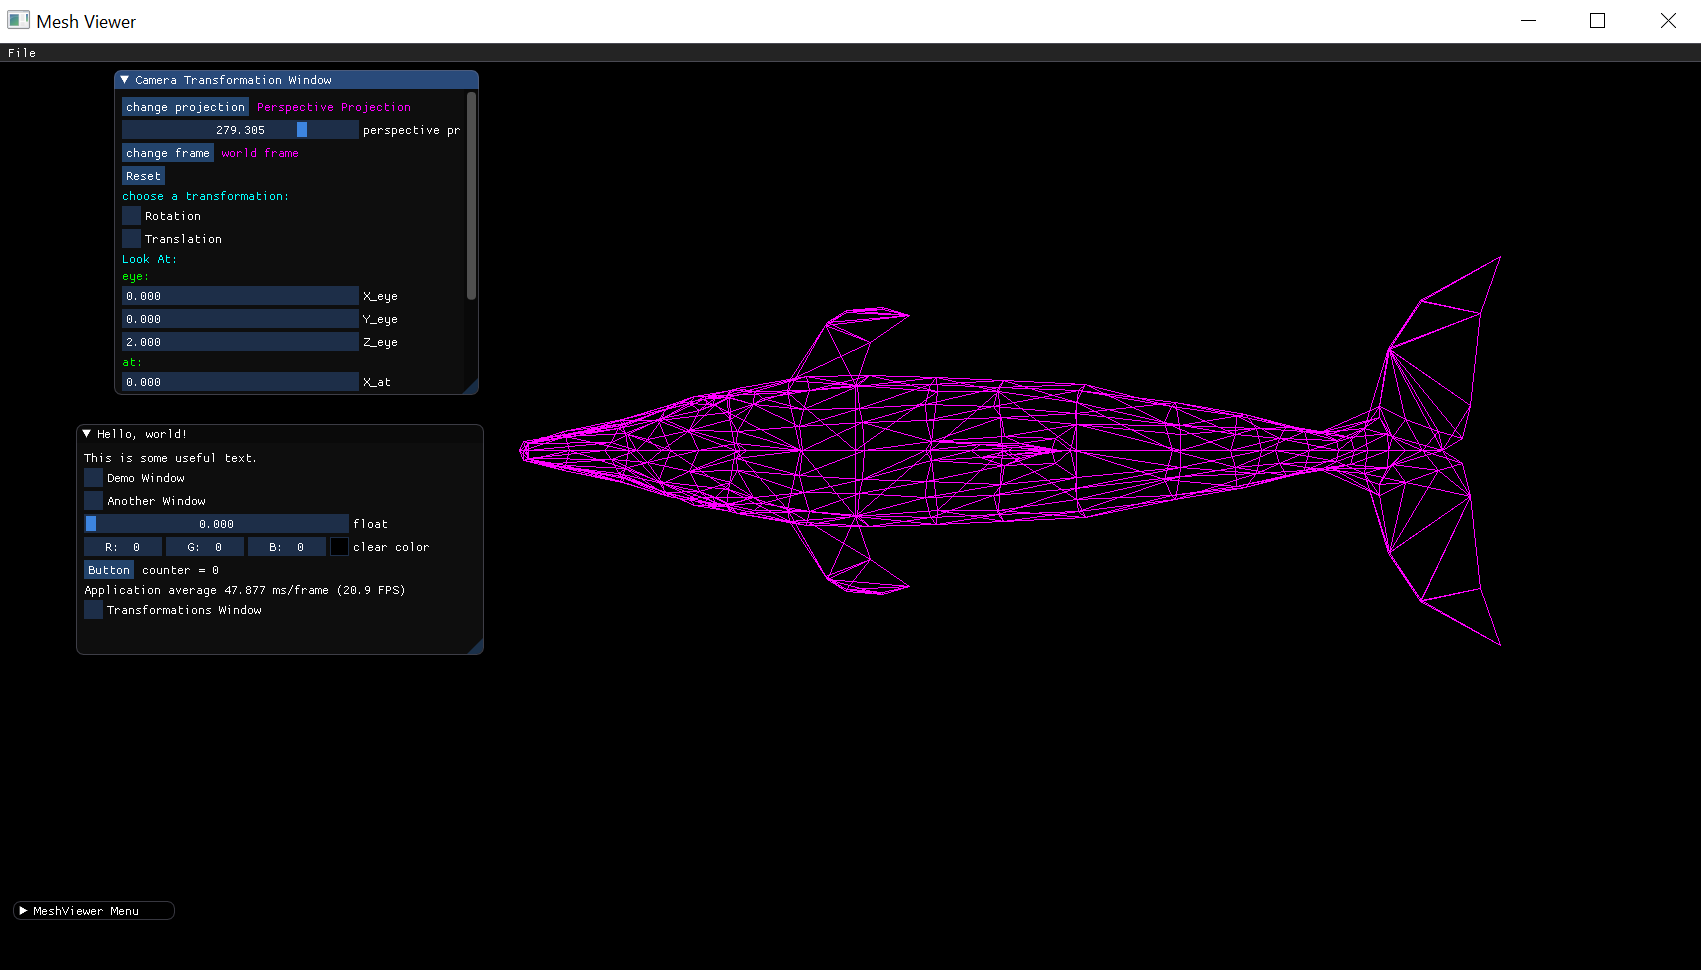 Mesh Viewer
File
Camera Transformation Window
change projection Perspective Projection
279.305 perspective pr
change frame world frame
Reset
choose a transformation:
Rotation
Translation
Look At:
eye:
0.000 X_eye
0.000 Y_eye
2.000 Z_eye
at:
0.000 X_at
Hello, world!
This is some useful text.
Demo Window
Another Window
0.000 float
R: 0 G: 0 B: 0 clear color
Button counter = 0
Application average 47.877 ms/frame (20.9 FPS)
Transformations Window
MeshViewer Menu